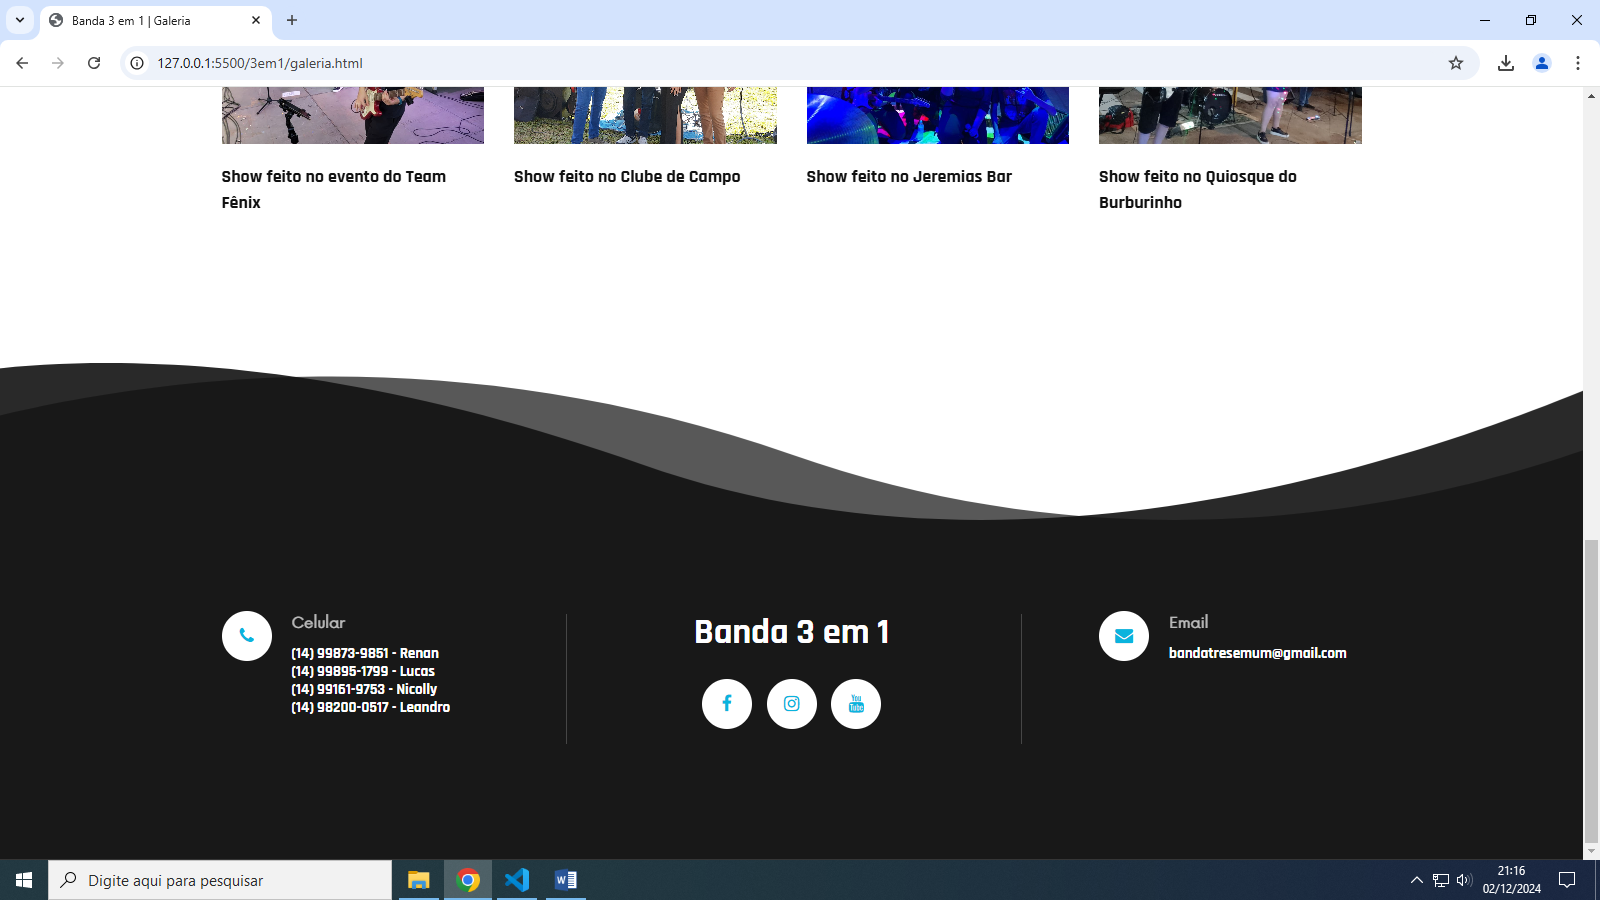 Banda 3 em 1 | Galeria
127.0.0.1:5500/3em1/galeria.html
Show feito no evento do Team
Fênix
Show feito no Clube de Campo
Show feito no Jeremias Bar
Show feito no Quiosque do
Burburinho
Celular
(14) 99873-9851 - Renan
(14) 99895-1799 - Lucas
(14) 99161-9753 - Nicolly
(14) 98200-0517 - Leandro
Banda 3 em 1
You
Tube
Email
bandatresemum@gmail.com
Digite aqui para pesquisar
W
21:16
02/12/2024